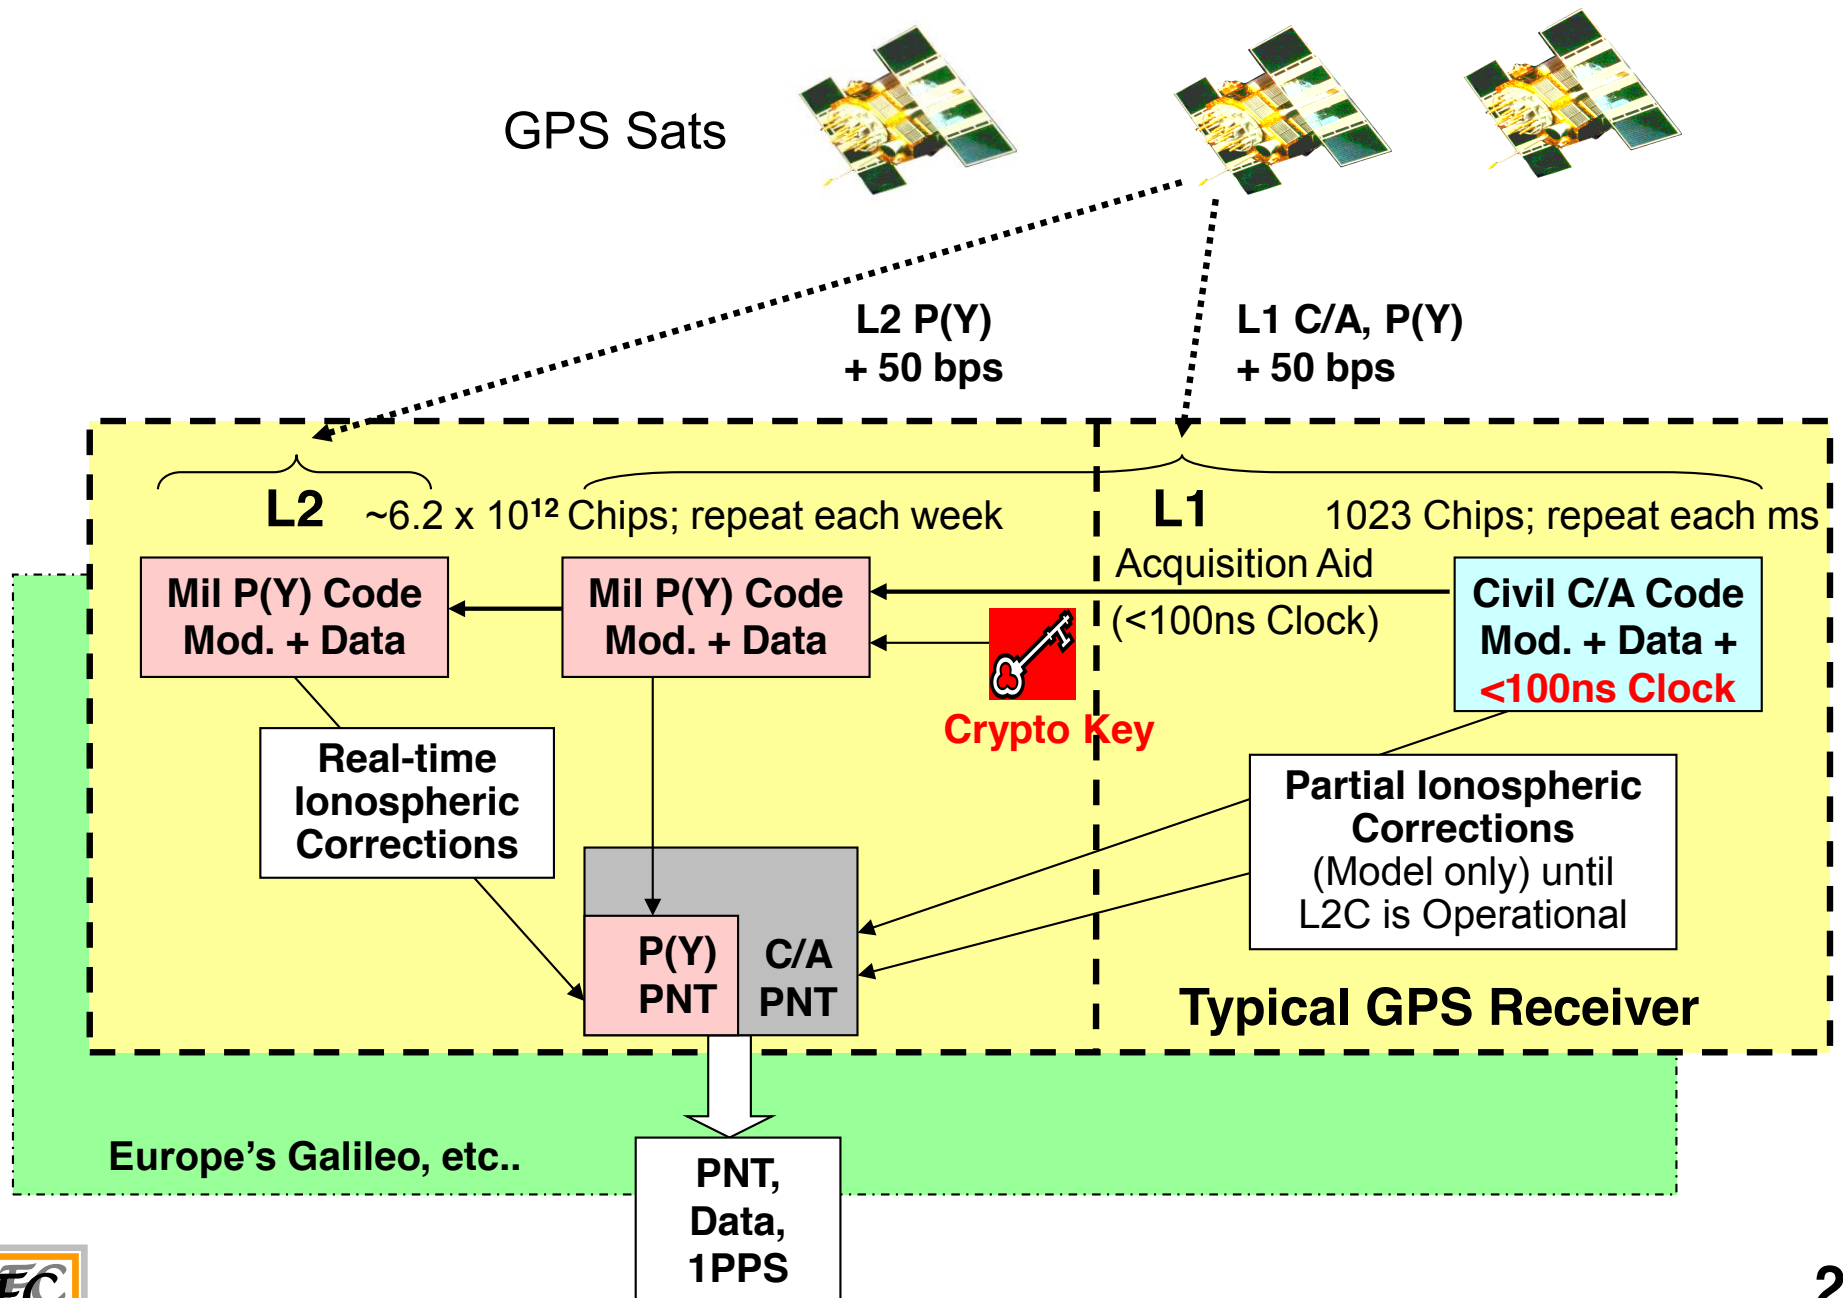 GPS Sats
L2 P(Y)
+ 50 bps
L1 C/A, P(Y)
+ 50 bps
L2
~6.2 x 10¹² Chips; repeat each week
L1
1023 Chips; repeat each ms
Mil P(Y) Code
Mod. + Data
Mil P(Y) Code
Mod. + Data
Acquisition Aid
(<100ns Clock)
Civil C/A Code
Mod. + Data +
<100ns Clock
Crypto Key
Real-time
Ionospheric
Corrections
Partial Ionospheric
Corrections
(Model only) until
L2C is Operational
P(Y)
PNT
C/A
PNT
Typical GPS Receiver
Europe's Galileo, etc..
PNT,
Data,
1PPS
2